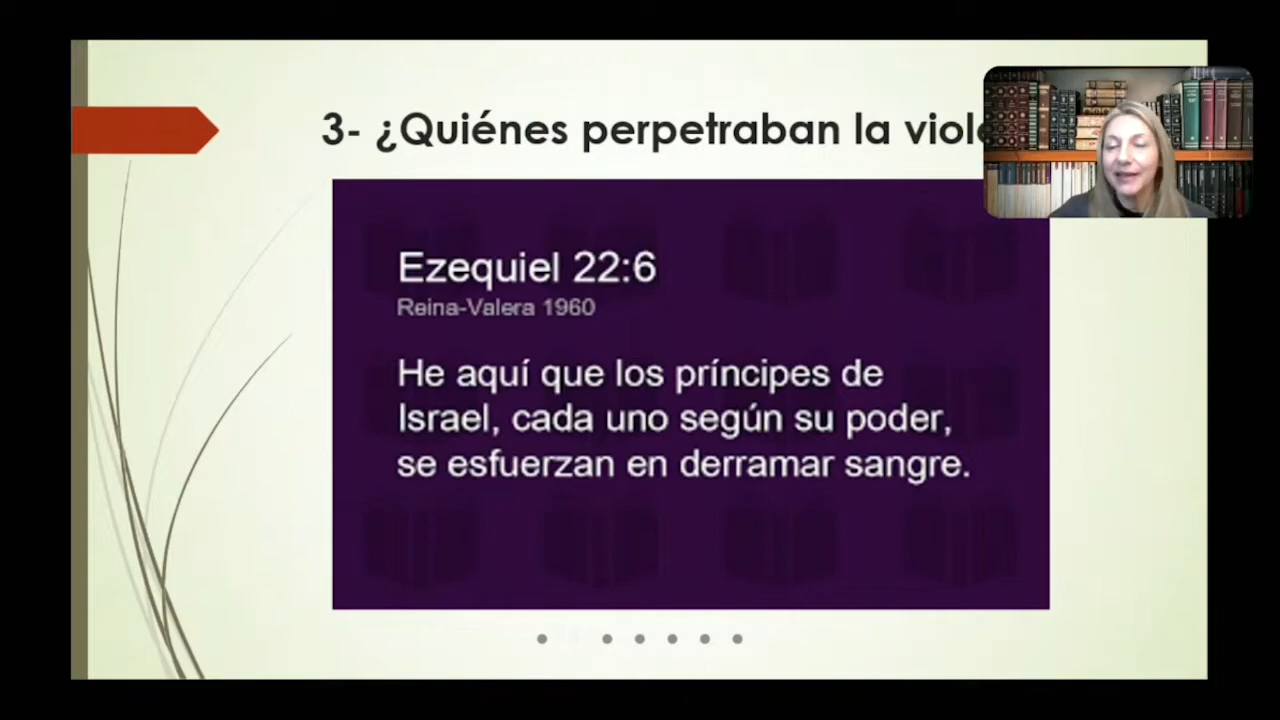 3- ¿Quiénes perpetraban la
Ezequiel 22:6
Reina-Valera 1960
He aquí que los príncipes de
Israel, cada uno según su poder,
se esfuerzan en derramar sangre.